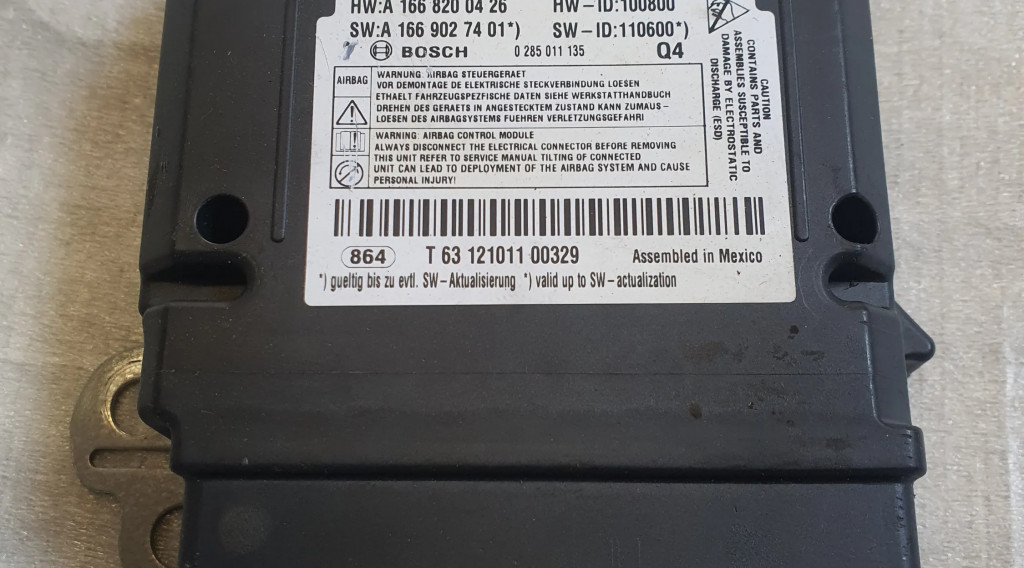 HW:A 166 820 04 26 HW-ID:100800
SW:A 166 902 74 01*) SW-ID:110600*)
BOSCH 0 285 011 135 Q4
AIRBAG
WARNUNG: AIRBAG STEUERGERAET
VOR DEMONTAGE DE ELEKTRISCHE STECKVERBINDUNG LOESEN
ETHAELT FAHRZEUGSPEZIFISCHE DATEN SIEHE WERKSTATTHANDBUCH
DREHEN DES GERAETS IN ANGESTECKTEM ZUSTAND KANN ZUMAUS-
LOESEN DES AIRBAGSYSTEMS FUEHREN VERLETZUNGSGEFAHR!
WARNING: AIRBAG CONTROL MODULE
ALWAYS DISCONNECT THE ELECTRICAL CONNECTOR BEFORE REMOVING
THIS UNIT REFER TO SERVICE MANUAL TILTING OF CONNECTED
UNIT CAN LEAD TO DEPLOYMENT OF THE AIRBAG SYSTEM AND CAUSE
PERSONAL INJURY!
CAUTION
CONTAINS PARTS AND
ASSEMBLIES SUSCEPTIBLE TO
DAMAGE BY ELECTROSTATIC
DISCHARGE (ESD)
864 T 63 121011 00329 Assembled in Mexico
*) gueltig bis zu evtl. SW-Aktualisierung *) valid up to SW-actualization